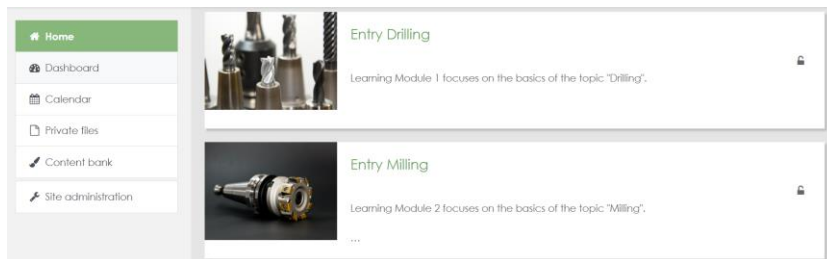 Home
Dashboard
Calendar
Private files
Content bank
Site administration
Entry Drilling
Learning Module 1 focuses on the basics of the topic "Drilling".
Entry Milling
Learning Module 2 focuses on the basics of the topic "Milling".
...